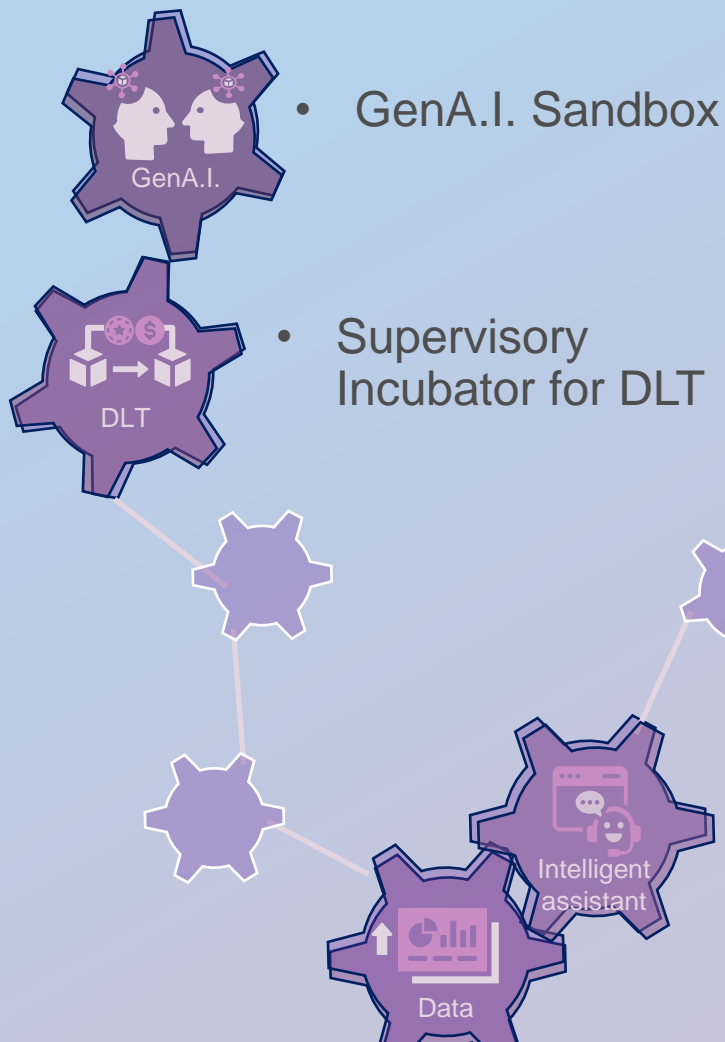 GenA.I.
• GenA.I. Sandbox
DLT
• Supervisory
Incubator for DLT
Intelligent
assistant
Data